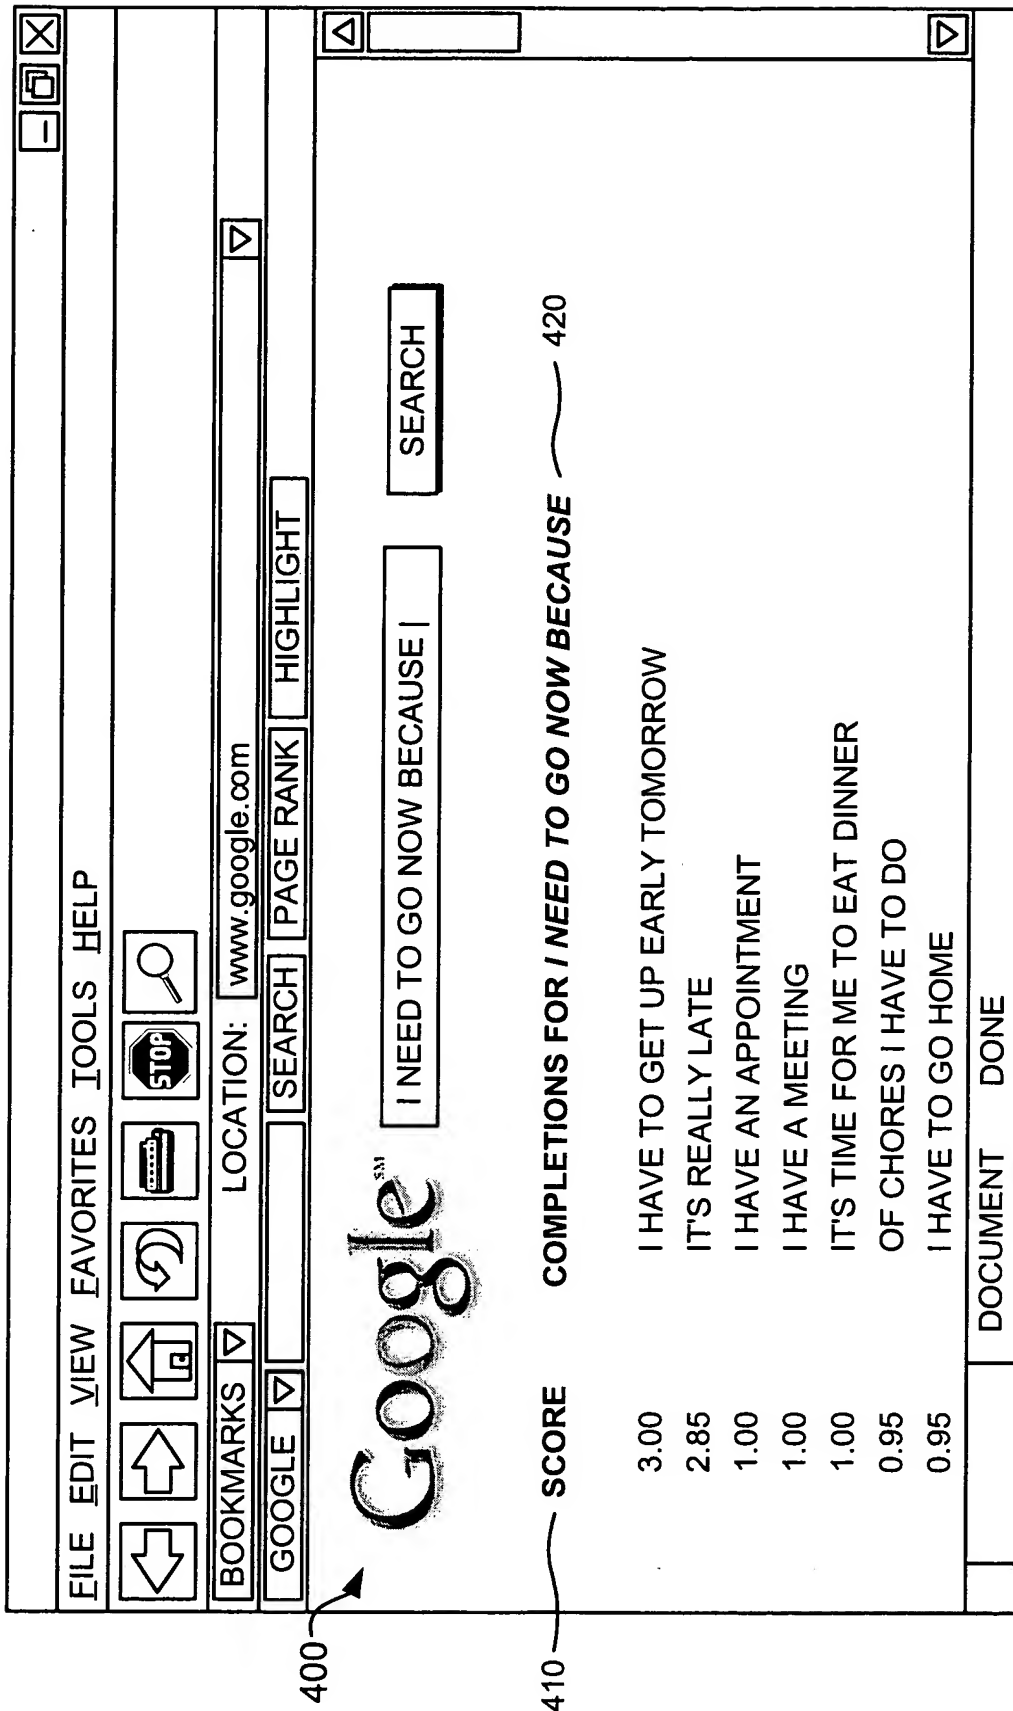 FILE EDIT VIEW FAVORITES TOOLS HELP
STOP
BOOKMARKS LOCATION: www.google.com
GOOGLE SEARCH PAGE RANK HIGHLIGHT
400
Google SM I NEED TO GO NOW BECAUSE | SEARCH
410 SCORE COMPLETIONS FOR I NEED TO GO NOW BECAUSE 420
3.00 I HAVE TO GET UP EARLY TOMORROW
2.85 IT'S REALLY LATE
1.00 I HAVE AN APPOINTMENT
1.00 I HAVE A MEETING
1.00 IT'S TIME FOR ME TO EAT DINNER
0.95 OF CHORES I HAVE TO DO
0.95 I HAVE TO GO HOME
DOCUMENT DONE